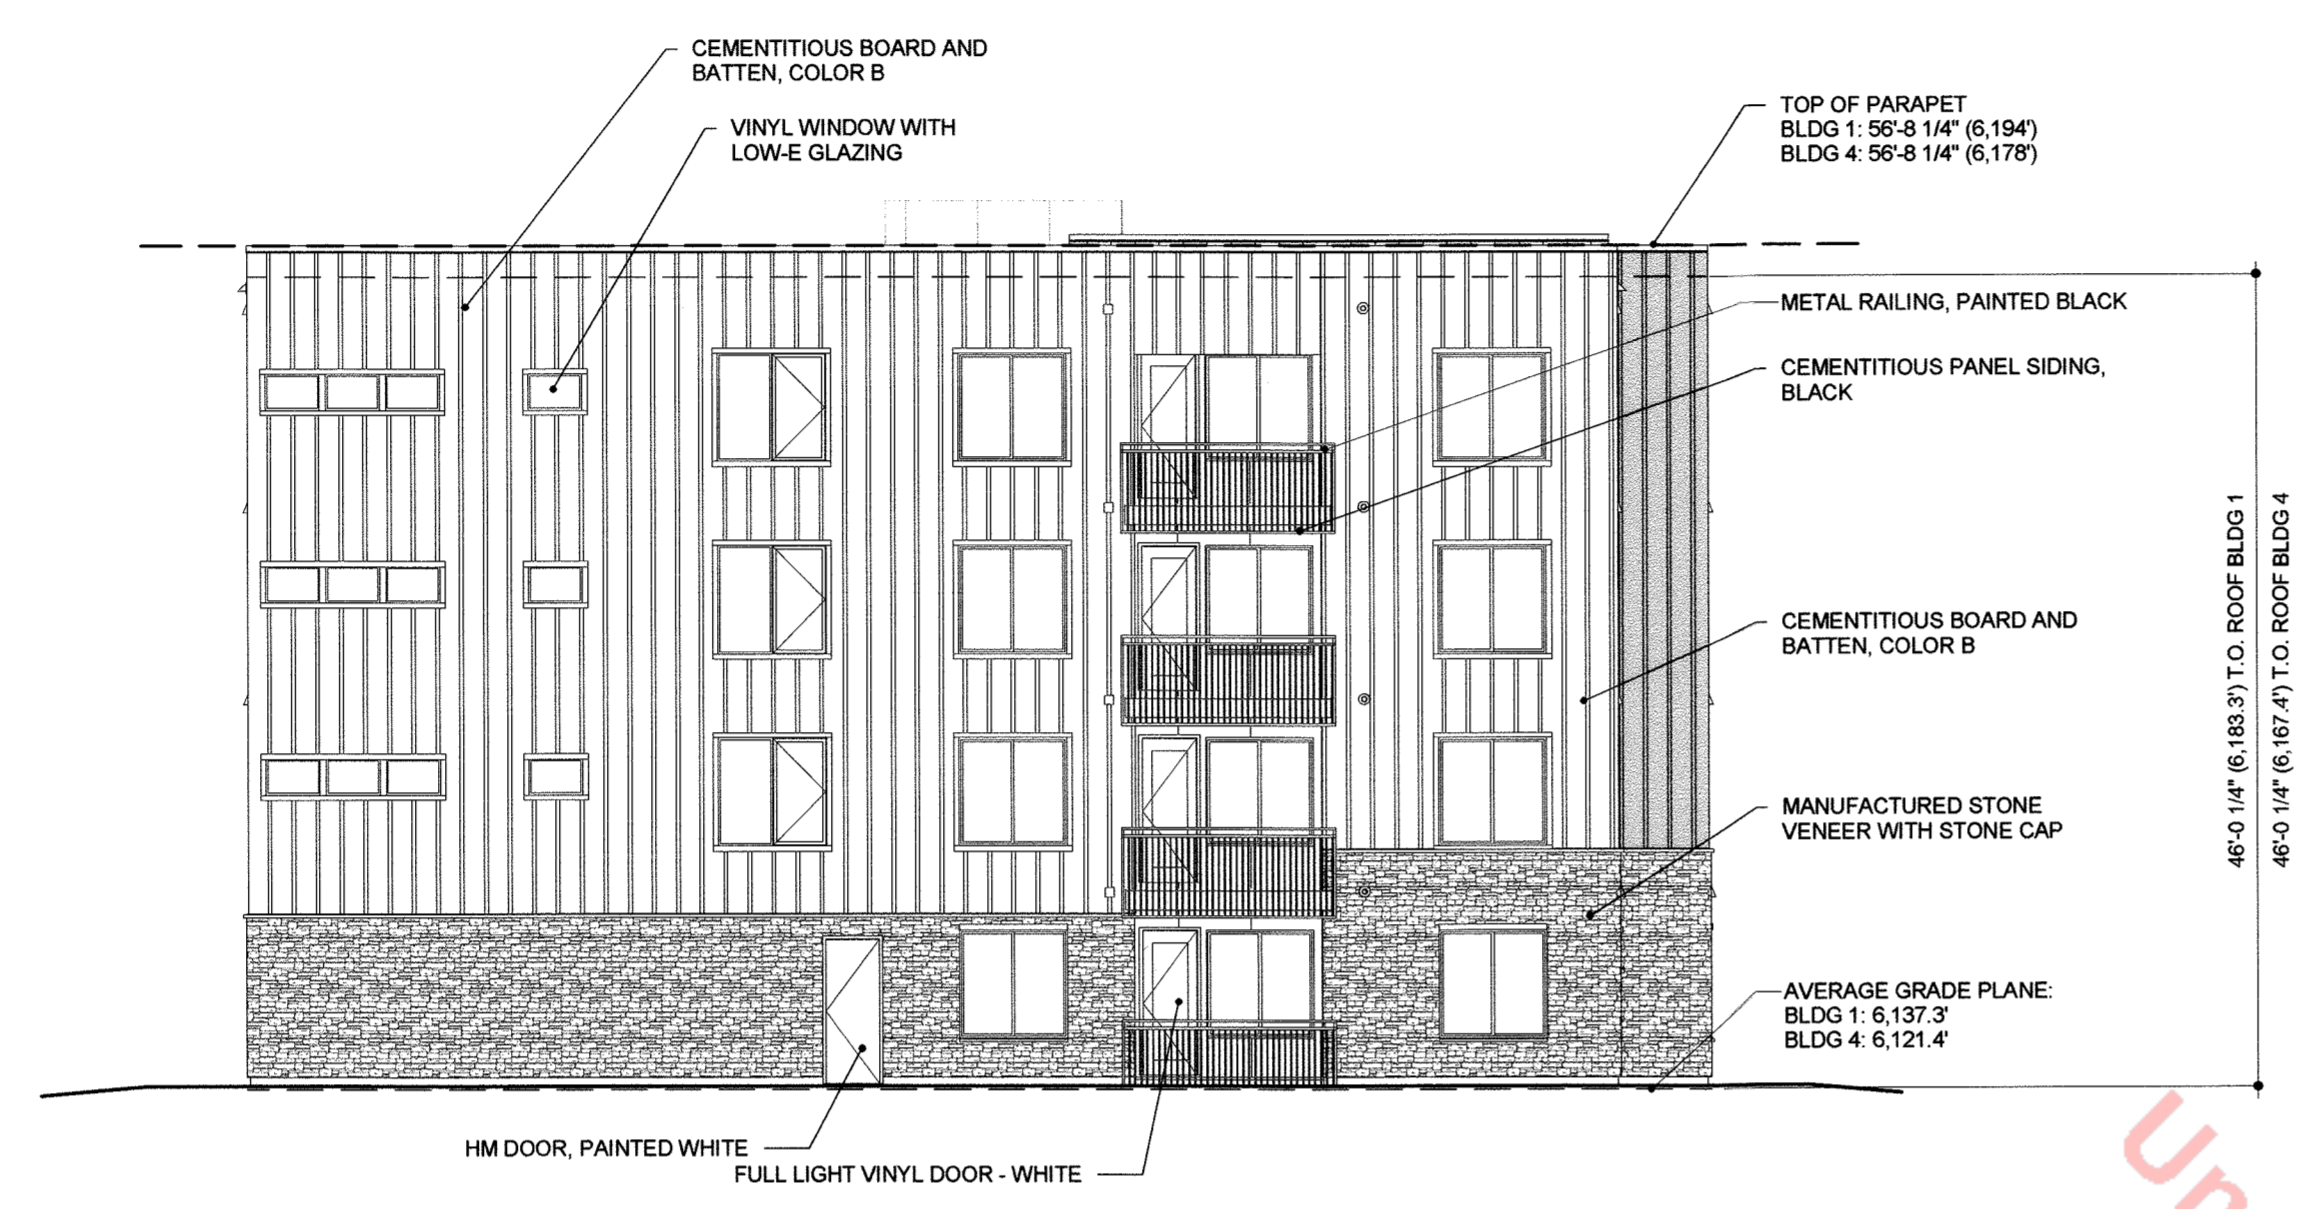 CEMENTITIOUS BOARD AND
BATTEN, COLOR B
VINYL WINDOW WITH
LOW-E GLAZING
TOP OF PARAPET
BLDG 1: 56'-8 1/4" (6,194')
BLDG 4: 56'-8 1/4" (6,178')
METAL RAILING, PAINTED BLACK
CEMENTITIOUS PANEL SIDING,
BLACK
CEMENTITIOUS BOARD AND
BATTEN, COLOR B
MANUFACTURED STONE
VENEER WITH STONE CAP
AVERAGE GRADE PLANE:
BLDG 1: 6,137.3'
BLDG 4: 6,121.4'
46'-0 1/4" (6,183.3') T.O. ROOF BLDG 1
46'-0 1/4" (6,167.4') T.O. ROOF BLDG 4
HM DOOR, PAINTED WHITE
FULL LIGHT VINYL DOOR - WHITE